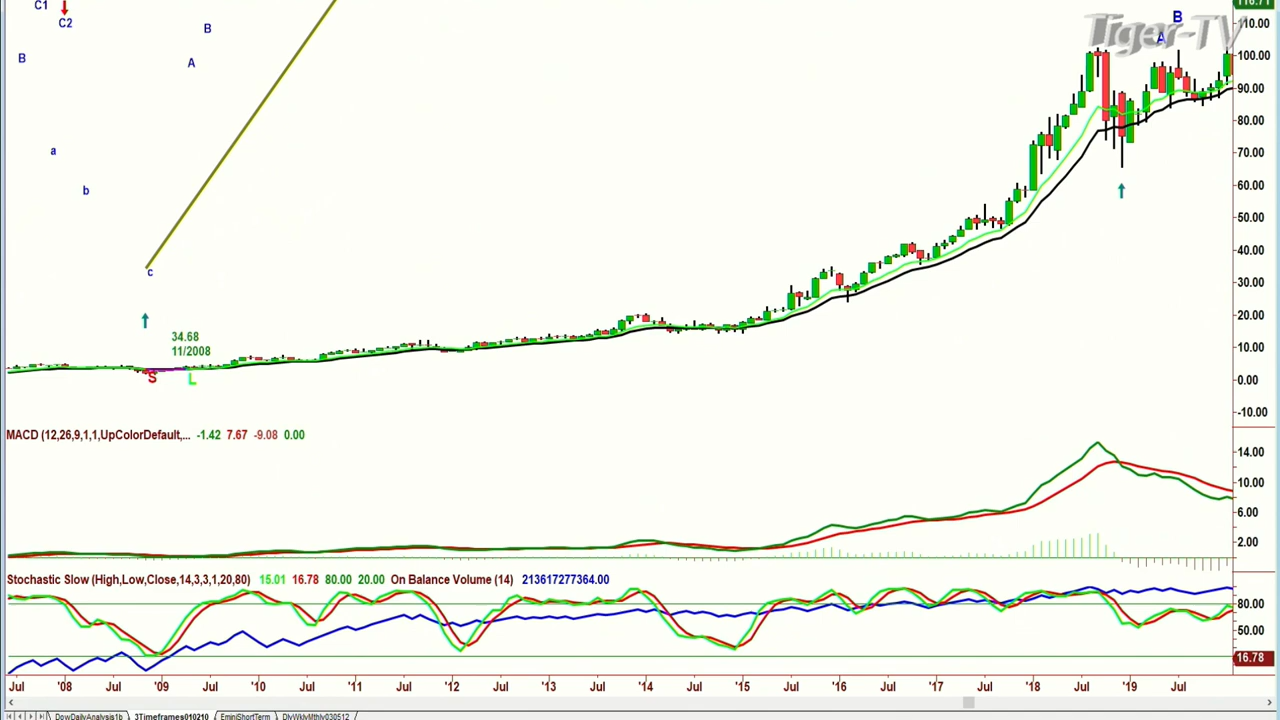 C1
C2
B
A
B
a
b
c
34.68
11/2008
S
L
Tiger-TV
A
B
116.71
110.00
100.00
90.00
80.00
70.00
60.00
50.00
40.00
30.00
20.00
10.00
0.00
-10.00
MACD (12,26,9,1,1,UpColorDefault,... -1.42 7.67 -9.08 0.00
14.00
10.00
6.00
2.00
Stochastic Slow (High,Low,Close,14,3,3,1,20,80) 15.01 16.78 80.00 20.00 On Balance Volume (14) 213617277364.00
80.00
50.00
16.78
Jul '08 Jul '09 Jul '10 Jul '11 Jul '12 Jul '13 Jul '14 Jul '15 Jul '16 Jul '17 Jul '18 Jul '19 Jul
DowDailyAnalysis1b 3Timeframes010210 EminiShortTerm DlyWklyMthly030512